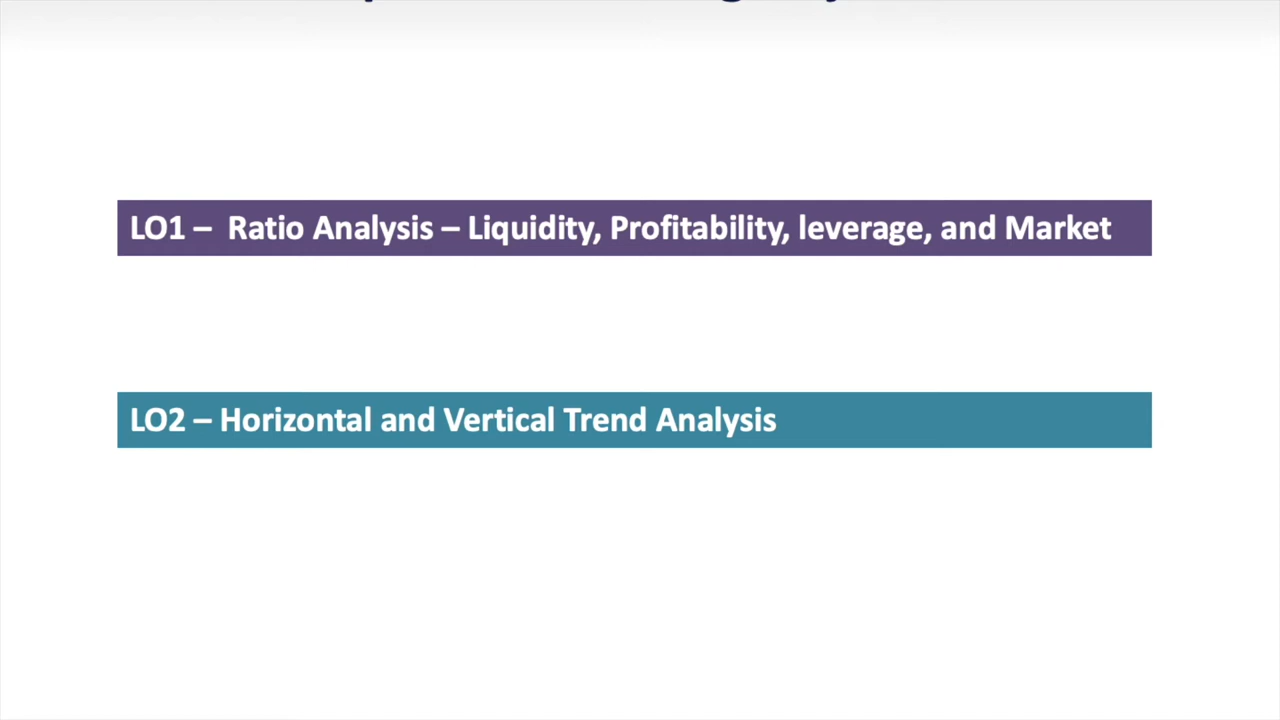 LO1 –  Ratio Analysis – Liquidity, Profitability, leverage, and Market
LO2 – Horizontal and Vertical Trend Analysis